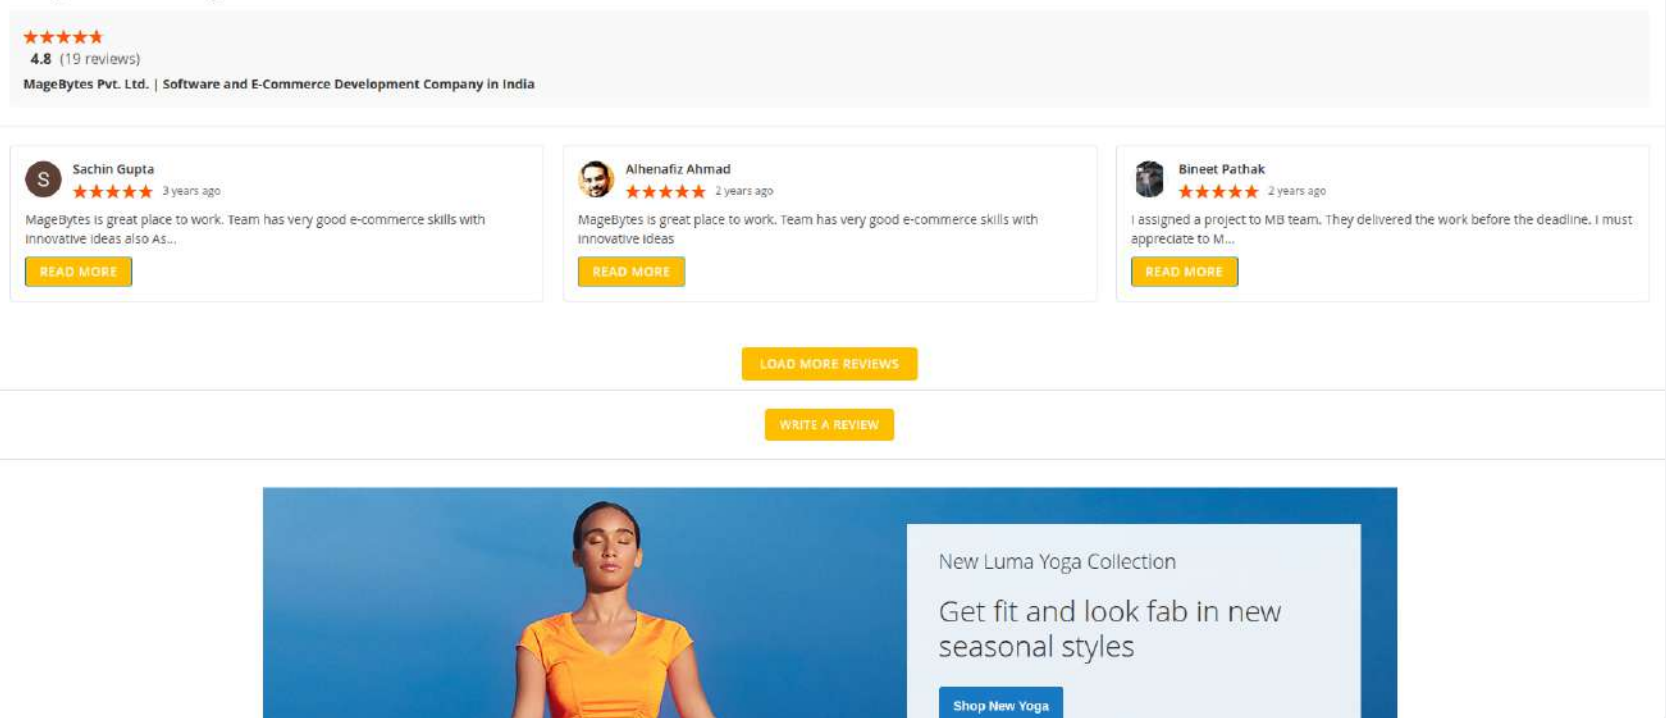 4.8 (19 reviews)
MageBytes Pvt. Ltd. | Software and E-Commerce Development Company in India
S
Sachin Gupta
3 years ago
MageBytes is great place to work. Team has very good e-commerce skills with
innovative ideas also As...
READ MORE
Alhenafiz Ahmad
2 years ago
MageBytes is great place to work. Team has very good e-commerce skills with
innovative ideas
READ MORE
Bineet Pathak
2 years ago
I assigned a project to MB team. They delivered the work before the deadline. I must
appreciate to M...
READ MORE
LOAD MORE REVIEWS
WRITE A REVIEW
New Luma Yoga Collection
Get fit and look fab in new
seasonal styles
Shop New Yoga